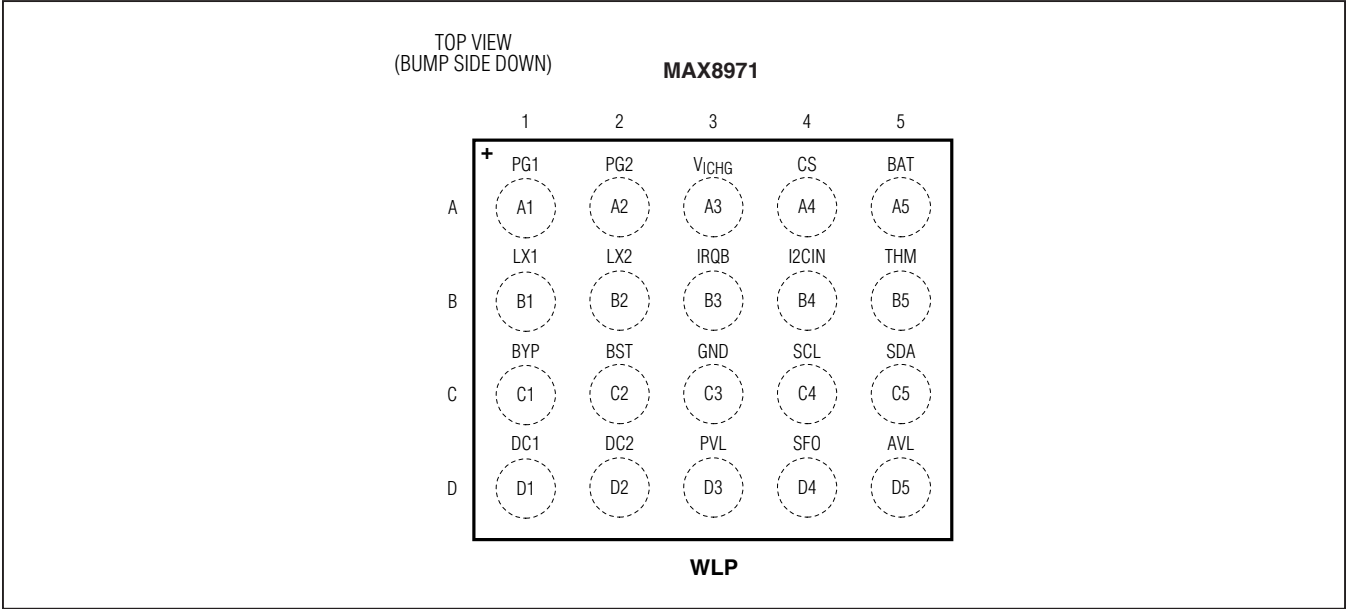 TOP VIEW
(BUMP SIDE DOWN)
MAX8971
1 2 3 4 5
+
PG1 PG2 VICHG CS BAT
A A1 A2 A3 A4 A5
LX1 LX2 IRQB I2CIN THM
B B1 B2 B3 B4 B5
BYP BST GND SCL SDA
C C1 C2 C3 C4 C5
DC1 DC2 PVL SFO AVL
D D1 D2 D3 D4 D5
WLP